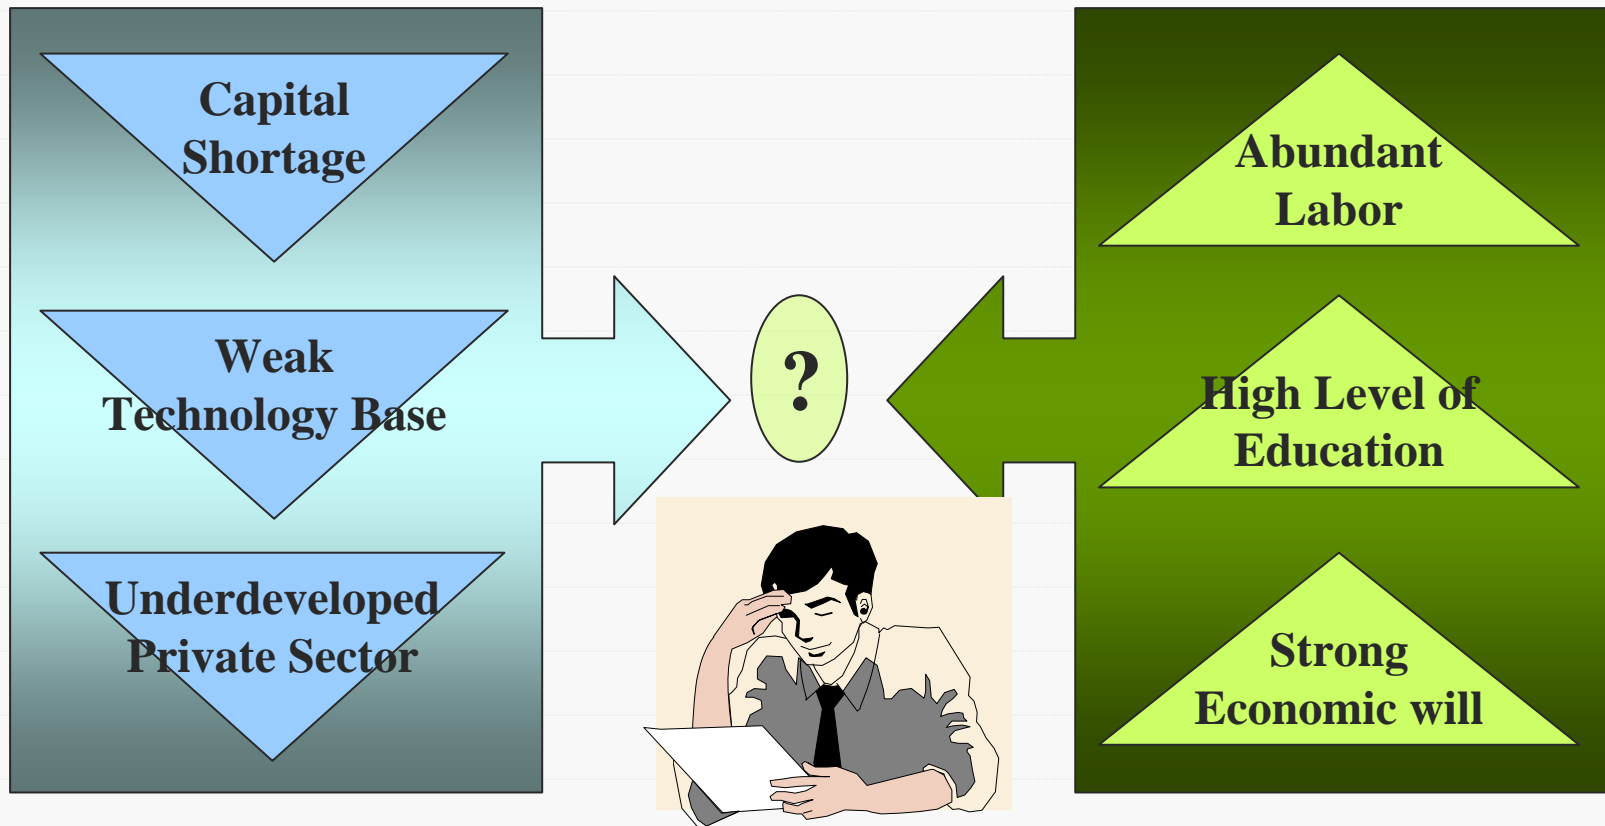 Capital
Shortage
Weak
Technology Base
Underdeveloped
Private Sector
?
Abundant
Labor
High Level of
Education
Strong
Economic will